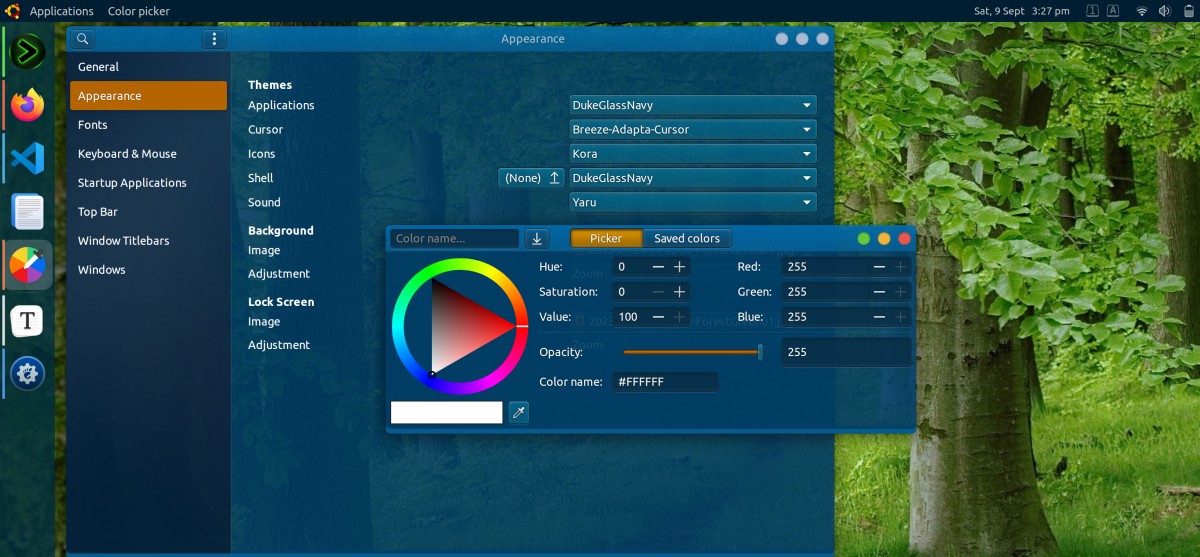 Applications Color picker
Sat, 9 Sept 3:27 pm 1 A
Appearance
General
Appearance
Fonts
Keyboard & Mouse
Startup Applications
Top Bar
Window Titlebars
Windows
Themes
Applications DukeGlassNavy
Cursor Breeze-Adapta-Cursor
Icons Kora
Shell (None) DukeGlassNavy
Sound Yaru
Background
Image
Adjustment
Zoom
Lock Screen
Image
Adjustment
Zoom
Color name... Picker Saved colors
Hue: 0 Red: 255
Saturation: 0 Green: 255
Value: 100 Blue: 255
Opacity: 255
Color name: #FFFFFF
T